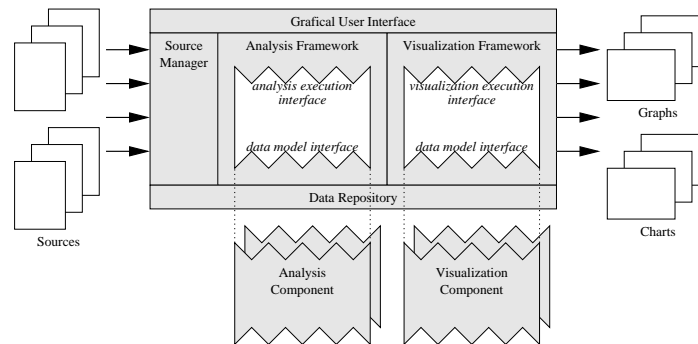 Grafical User Interface
Source
Manager
Analysis Framework
analysis execution
interface
data model interface
Visualization Framework
visualization execution
interface
data model interface
Data Repository
Sources
Graphs
Charts
Analysis
Component
Visualization
Component